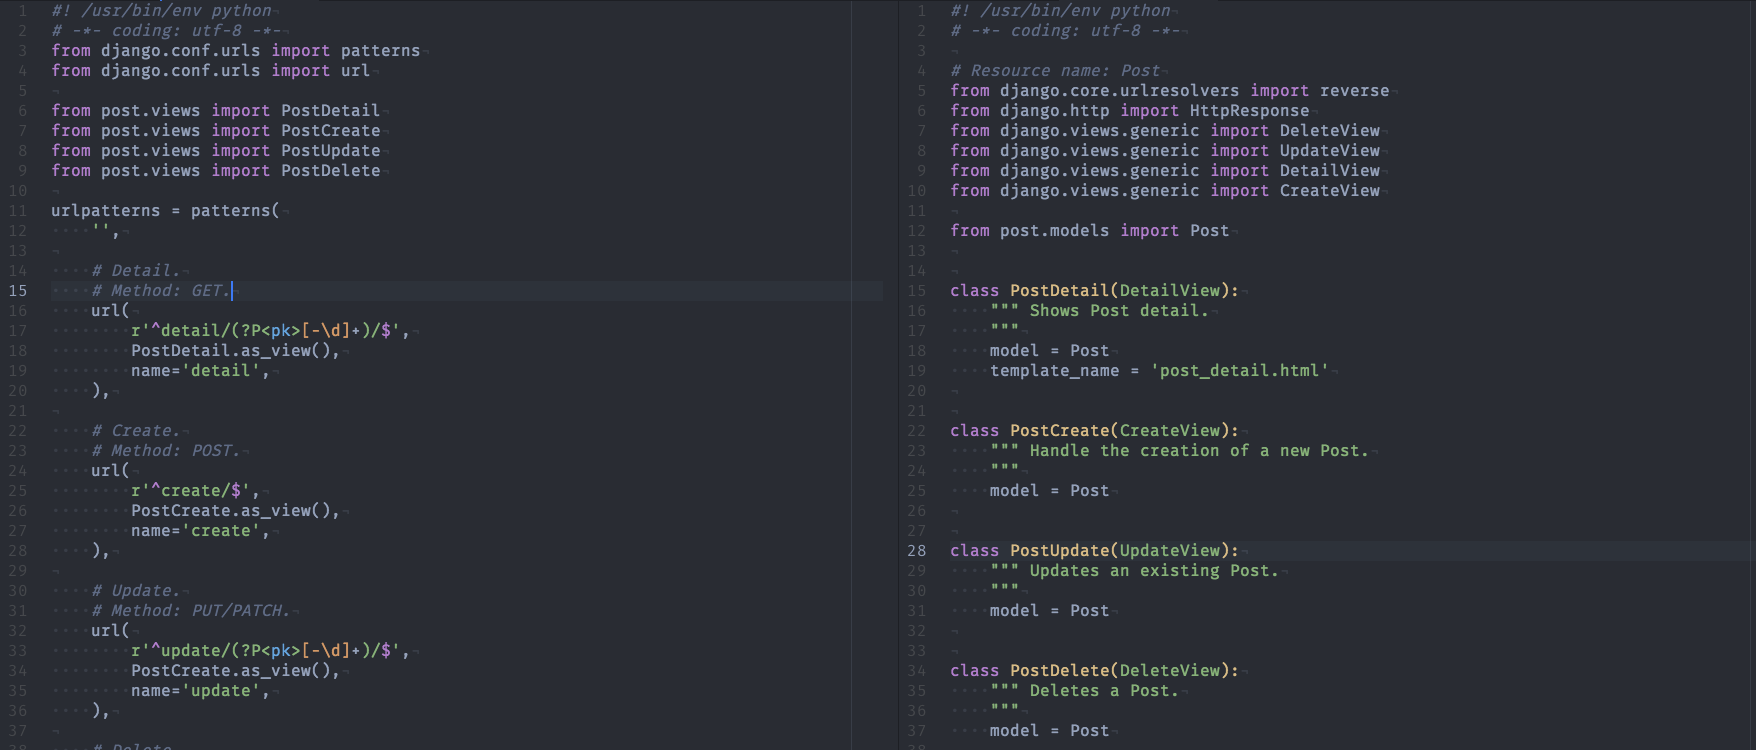 1 #! /usr/bin/env python
2 # -*- coding: utf-8 -*-
3 from django.conf.urls import patterns
4 from django.conf.urls import url
5
6 from post.views import PostDetail
7 from post.views import PostCreate
8 from post.views import PostUpdate
9 from post.views import PostDelete
10
11 urlpatterns = patterns(
12 '',
13
14 # Detail.
15 # Method: GET.
16 url(
17 r'^detail/(?P<pk>[-\d]+)/$',
18 PostDetail.as_view(),
19 name='detail',
20 ),
21
22 # Create.
23 # Method: POST.
24 url(
25 r'^create/$',
26 PostCreate.as_view(),
27 name='create',
28 ),
29
30 # Update.
31 # Method: PUT/PATCH.
32 url(
33 r'^update/(?P<pk>[-\d]+)/$',
34 PostCreate.as_view(),
35 name='update',
36 ),
37
38 # Delete
1 #! /usr/bin/env python
2 # -*- coding: utf-8 -*-
3
4 # Resource name: Post
5 from django.core.urlresolvers import reverse
6 from django.http import HttpResponse
7 from django.views.generic import DeleteView
8 from django.views.generic import UpdateView
9 from django.views.generic import DetailView
10 from django.views.generic import CreateView
11
12 from post.models import Post
13
14
15 class PostDetail(DetailView):
16 """ Shows Post detail.
17 """
18 model = Post
19 template_name = 'post_detail.html'
20
21
22 class PostCreate(CreateView):
23 """ Handle the creation of a new Post.
24 """
25 model = Post
26
27
28 class PostUpdate(UpdateView):
29 """ Updates an existing Post.
30 """
31 model = Post
32
33
34 class PostDelete(DeleteView):
35 """ Deletes a Post.
36 """
37 model = Post
38